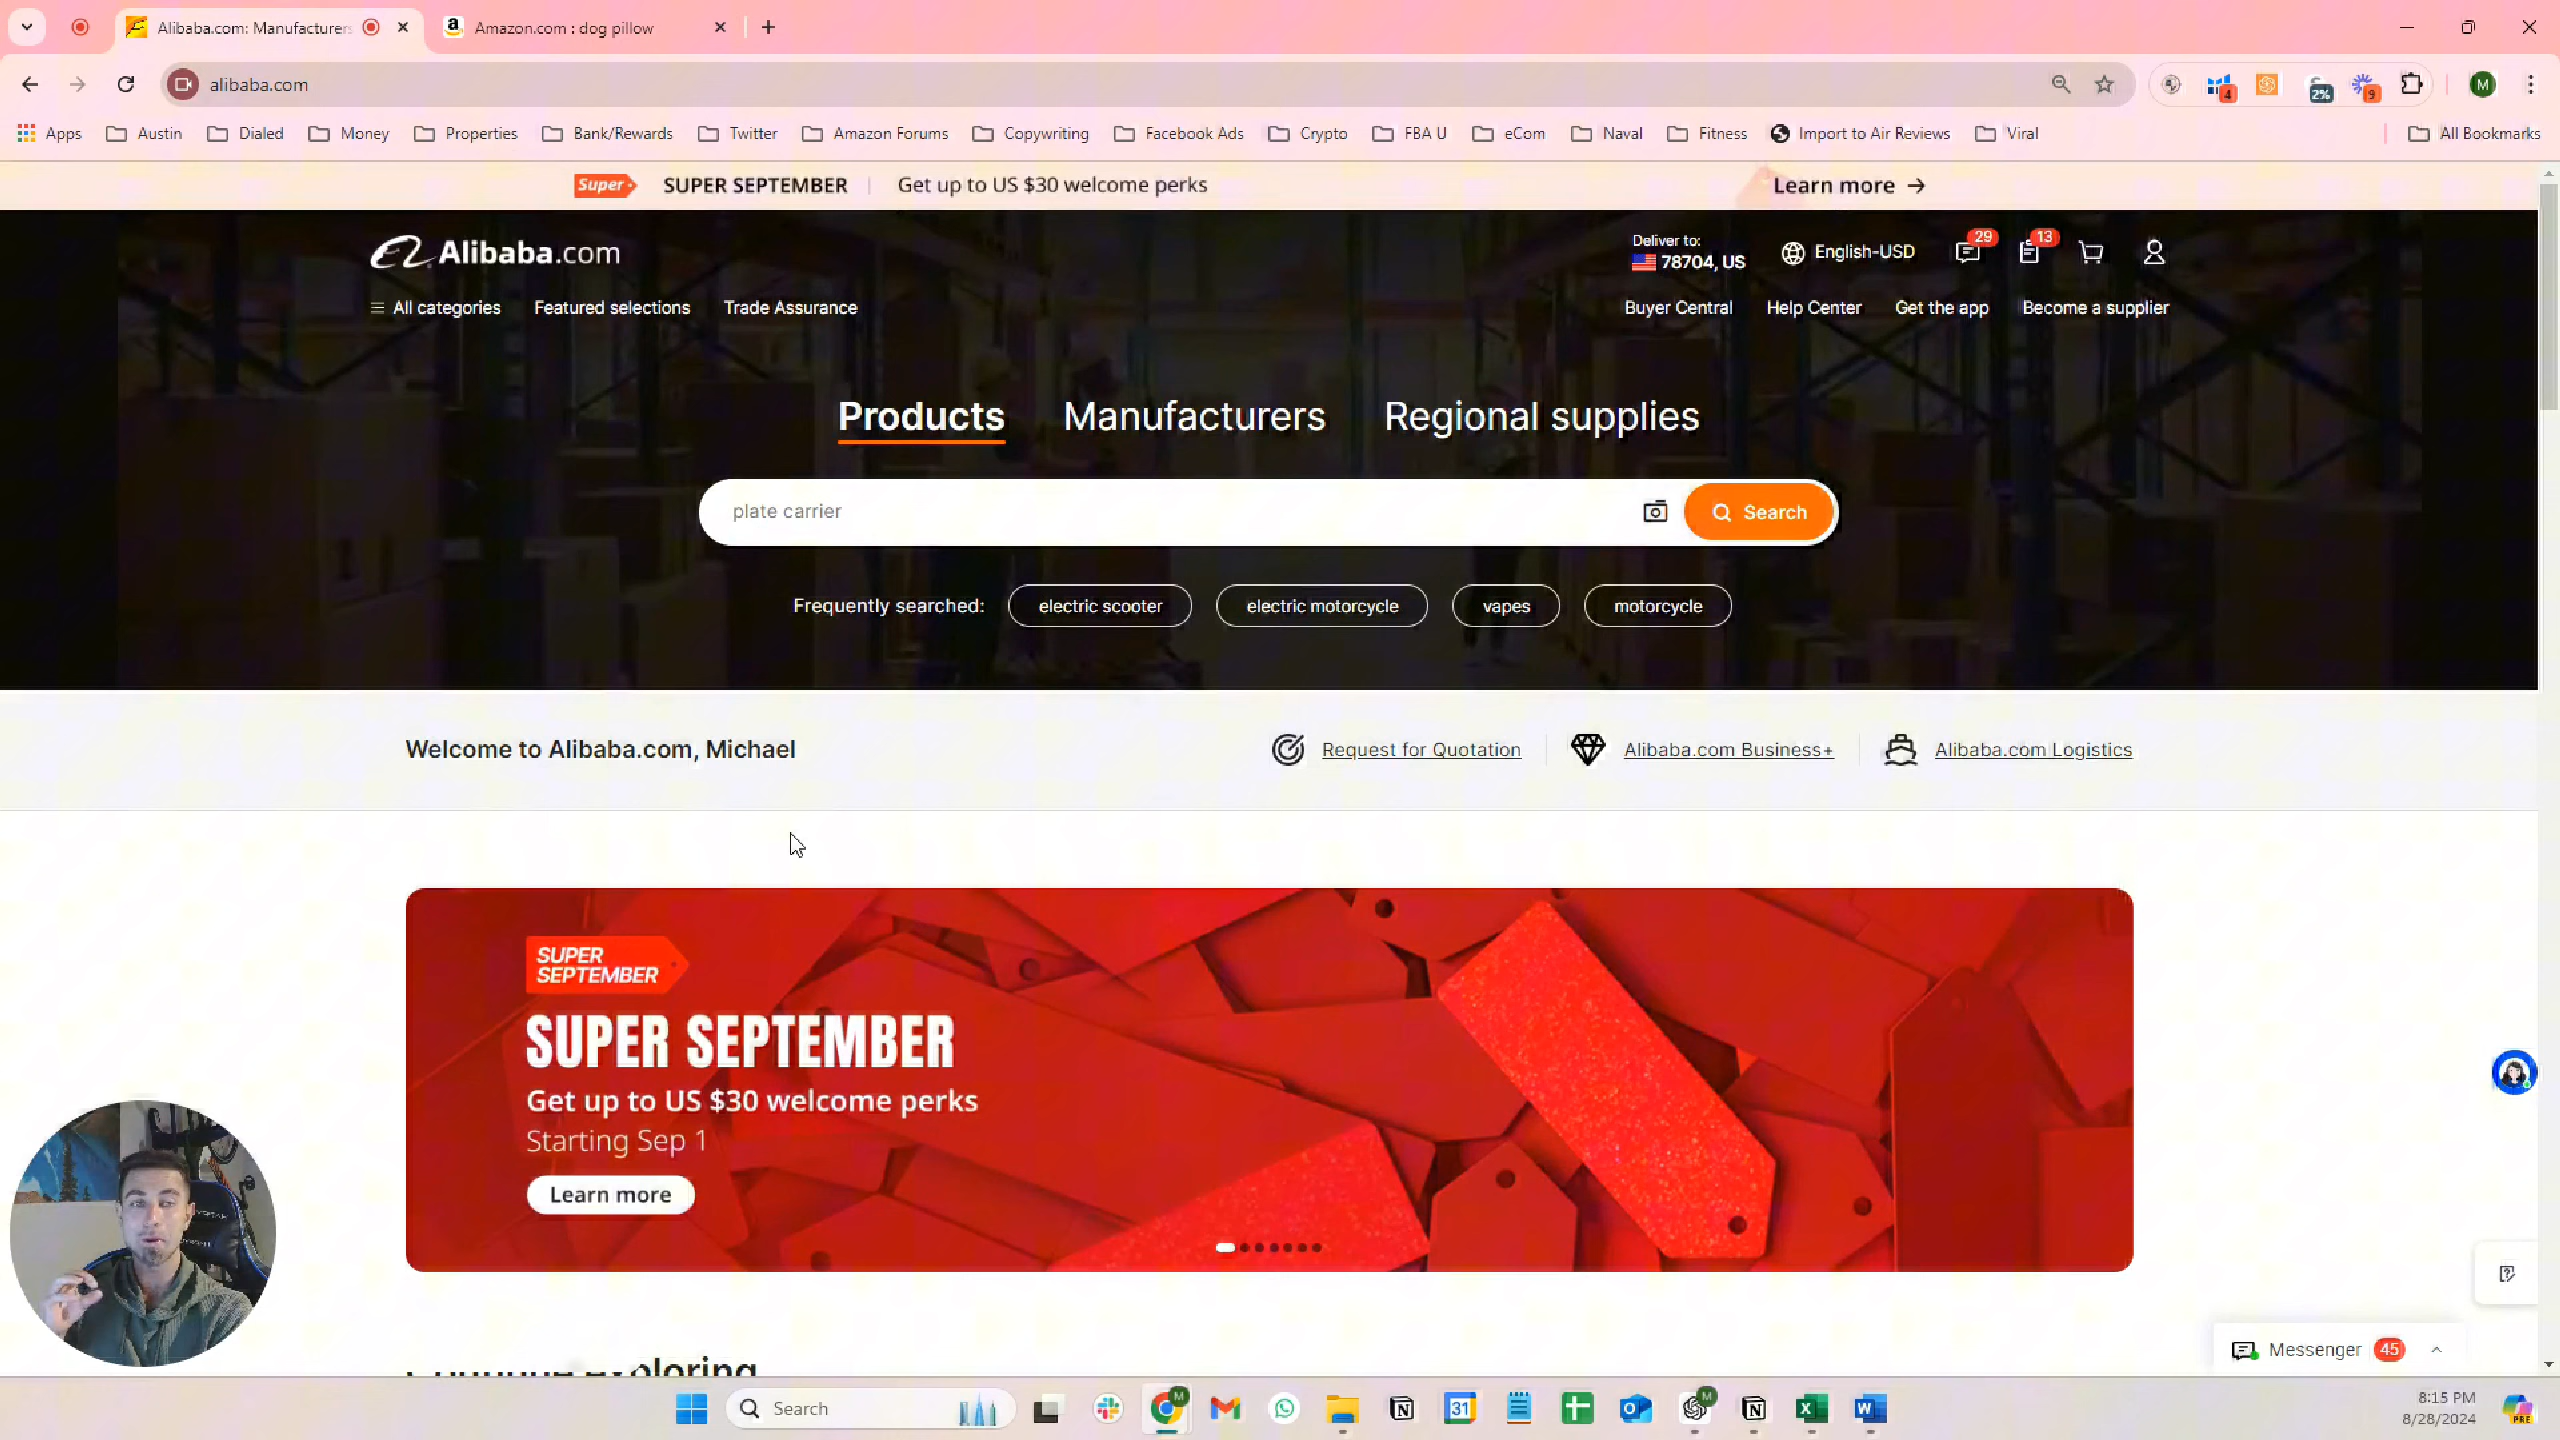 Alibaba.com: Manufacturers
Amazon.com : dog pillow
alibaba.com
4
2%
9
M
Apps
Austin
Dialed
Money
Properties
Bank/Rewards
Twitter
Amazon Forums
Copywriting
Facebook Ads
Crypto
FBA U
eCom
Naval
Fitness
Import to Air Reviews
Viral
All Bookmarks
Super
SUPER SEPTEMBER
Get up to US $30 welcome perks
Learn more →
Alibaba.com
Deliver to:
78704, US
English-USD
29
13
All categories
Featured selections
Trade Assurance
Buyer Central
Help Center
Get the app
Become a supplier
Products
Manufacturers
Regional supplies
plate carrier
Search
Frequently searched:
electric scooter
electric motorcycle
vapes
motorcycle
Welcome to Alibaba.com, Michael
Request for Quotation
Alibaba.com Business+
Alibaba.com Logistics
SUPER
SEPTEMBER
SUPER SEPTEMBER
Get up to US $30 welcome perks
Starting Sep 1
Learn more
Messenger 45
Search
M
31
M
8:15 PM
8/28/2024
PRE